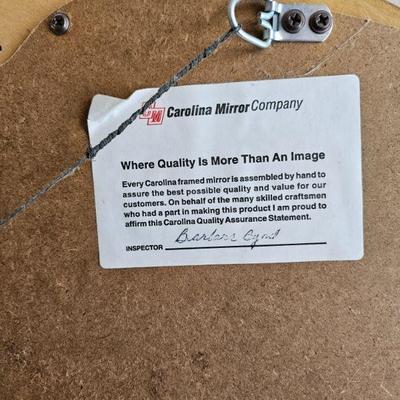 CM Carolina Mirror Company
Where Quality Is More Than An Image
Every Carolina framed mirror is assembled by hand to
assure the best possible quality and value for our
customers. On behalf of the many skilled craftsmen
who had a part in making this product I am proud to
affirm this Carolina Quality Assurance Statement.
INSPECTOR Barbara